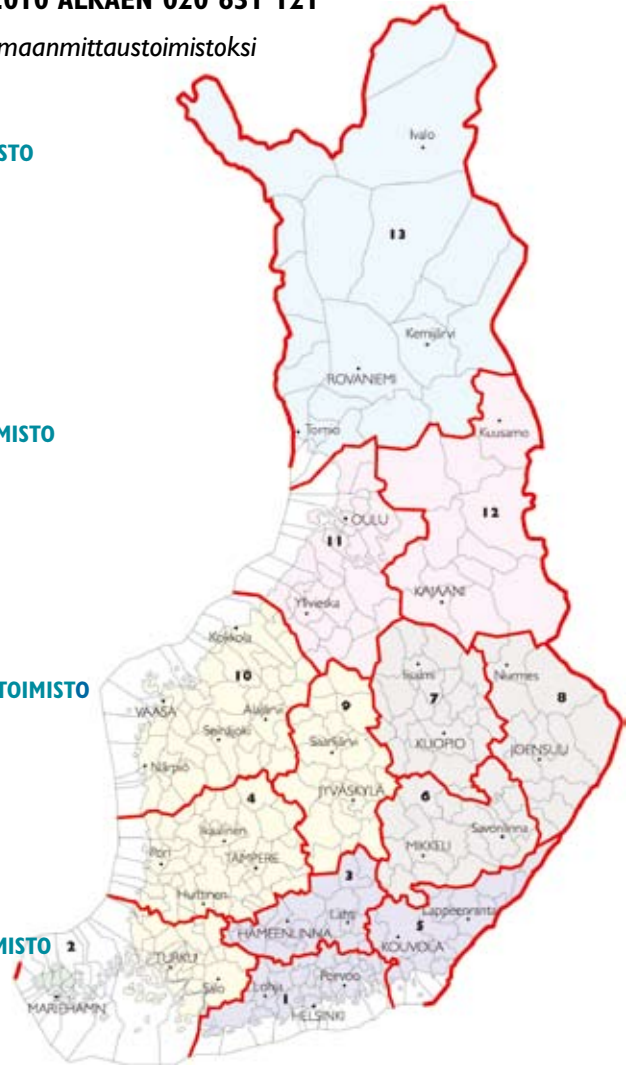 2010 ALKAEN 020 631 121
maanmittaustoimistoksi
Ivalo
STO
13
Kemijärvi
ROVANIEMI
Tornio
MISTO
Kuusamo
12
OULU
11
KAJAANI
Ylivieska
Kokkola
Iisalmi
Nurmes
10
TOIMISTO
VAASA
Alajärvi
9
7
8
Seinäjoki
Saarijärvi
KUOPIO
JOENSUU
Närpiö
JYVÄSKYLÄ
4
6
Ikaalinen
Savonlinna
Pori
TAMPERE
MIKKELI
3
Huittinen
Lahti
Lappeenranta
HÄMEENLINNA
5
MISTO
2
KOUVOLA
TURKU
Salo
Lohja
Porvoo
1
MARIEHAMN
HELSINKI